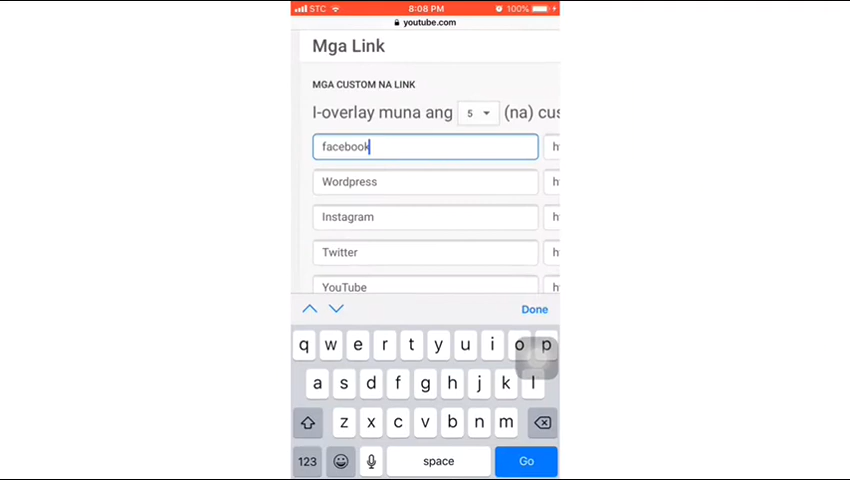 STC 8:08 PM 100%
youtube.com
Mga Link
MGA CUSTOM NA LINK
I-overlay muna ang 5 (na) cus
facebook h
Wordpress h
Instagram h
Twitter h
YouTube h
Done
q w e r t y u i o p
a s d f g h j k l
z x c v b n m
123 space Go